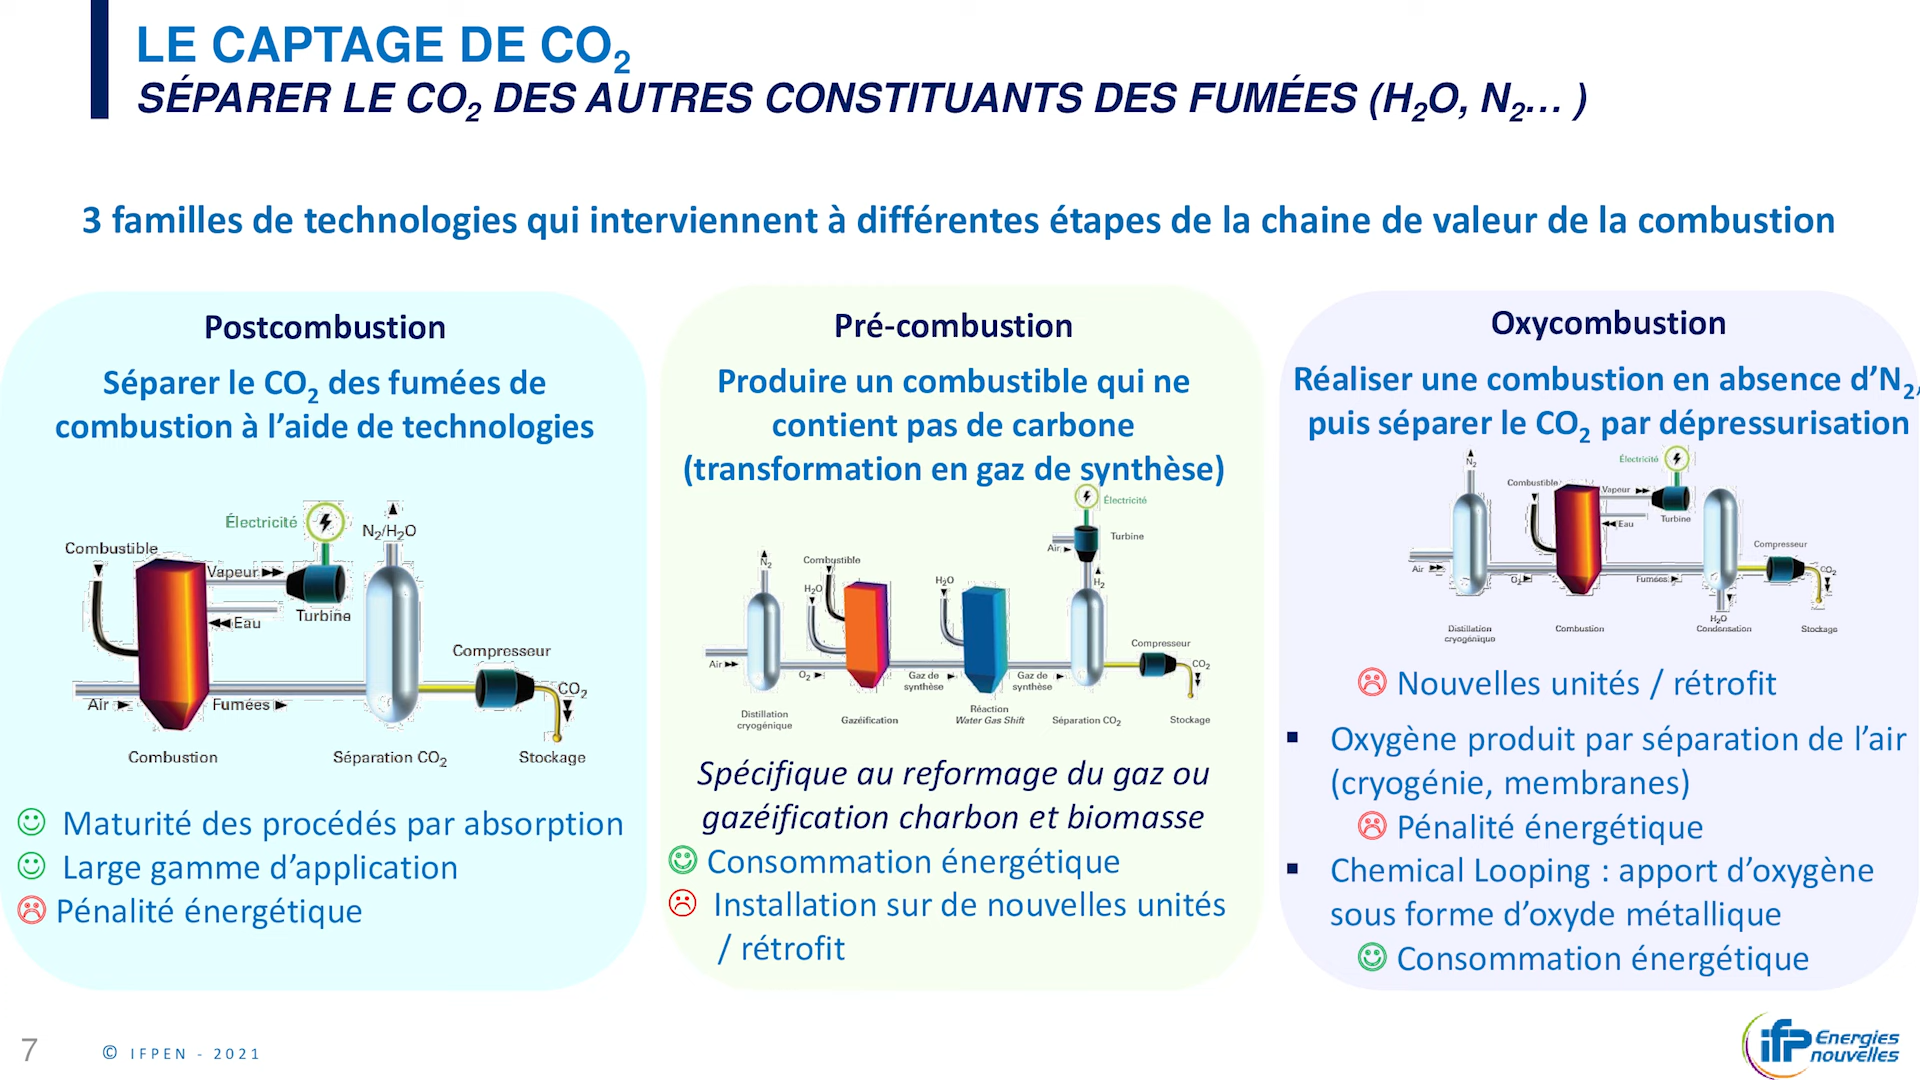 LE CAPTAGE DE CO2
SÉPARER LE CO2 DES AUTRES CONSTITUANTS DES FUMÉES (H2O, N2… )
3 familles de technologies qui interviennent à différentes étapes de la chaine de valeur de la combustion
Postcombustion
Séparer le CO2 des fumées de
combustion à l’aide de technologies
Électricité
N2/H2O
Combustible
Vapeur
Eau
Turbine
Compresseur
CO2
Air
Fumées
Combustion
Séparation CO2
Stockage
Maturité des procédés par absorption
Large gamme d’application
Pénalité énergétique
Pré-combustion
Produire un combustible qui ne
contient pas de carbone
(transformation en gaz de synthèse)
Électricité
Turbine
Air
N2
Combustible
H2O
H2O
H2
Compresseur
Air
O2
Gaz de
synthèse
Gaz de
synthèse
CO2
Distillation
cryogénique
Gazéification
Réaction
Water Gas Shift
Séparation CO2
Stockage
Spécifique au reformage du gaz ou
gazéification charbon et biomasse
Consommation énergétique
Installation sur de nouvelles unités
/ rétrofit
Oxycombustion
Réaliser une combustion en absence d’N2,
puis séparer le CO2 par dépressurisation
N2
Électricité
Combustible
Vapeur
Eau
Turbine
Compresseur
Air
O2
Fumées
CO2
H2O
Distillation
cryogénique
Combustion
Condensation
Stockage
Nouvelles unités / rétrofit
▪ Oxygène produit par séparation de l’air
(cryogénie, membranes)
Pénalité énergétique
▪ Chemical Looping : apport d’oxygène
sous forme d’oxyde métallique
Consommation énergétique
7
© IFPEN - 2021
ifp Energies
nouvelles